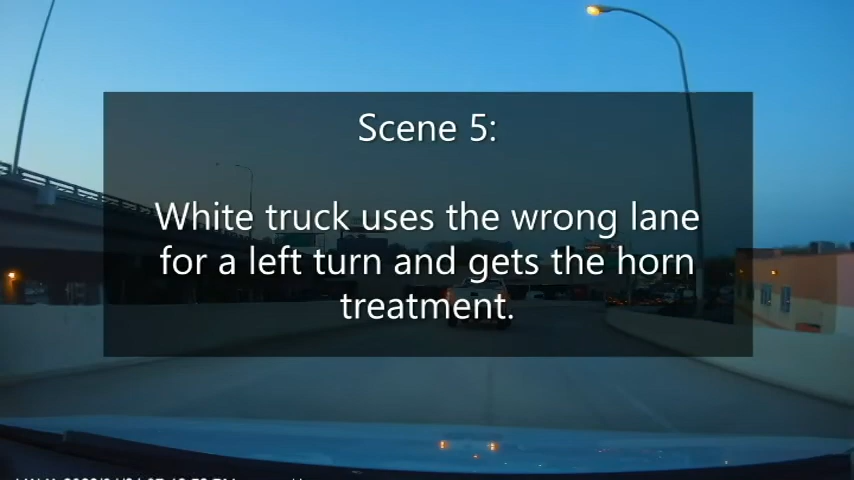 Scene 5:
White truck uses the wrong lane
for a left turn and gets the horn
treatment.